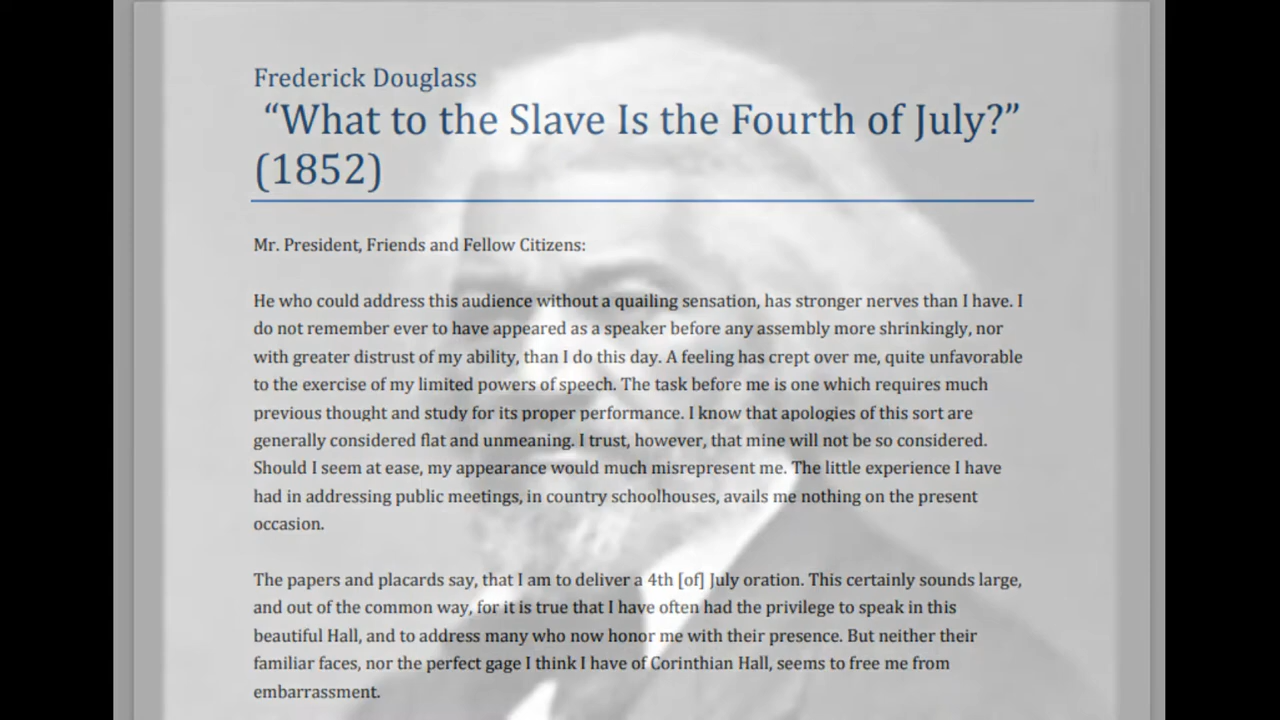 Frederick Douglass
“What to the Slave Is the Fourth of July?”
(1852)
Mr. President, Friends and Fellow Citizens:
He who could address this audience without a quailing sensation, has stronger nerves than I have. I
do not remember ever to have appeared as a speaker before any assembly more shrinkingly, nor
with greater distrust of my ability, than I do this day. A feeling has crept over me, quite unfavorable
to the exercise of my limited powers of speech. The task before me is one which requires much
previous thought and study for its proper performance. I know that apologies of this sort are
generally considered flat and unmeaning. I trust, however, that mine will not be so considered.
Should I seem at ease, my appearance would much misrepresent me. The little experience I have
had in addressing public meetings, in country schoolhouses, avails me nothing on the present
occasion.
The papers and placards say, that I am to deliver a 4th [of] July oration. This certainly sounds large,
and out of the common way, for it is true that I have often had the privilege to speak in this
beautiful Hall, and to address many who now honor me with their presence. But neither their
familiar faces, nor the perfect gage I think I have of Corinthian Hall, seems to free me from
embarrassment.